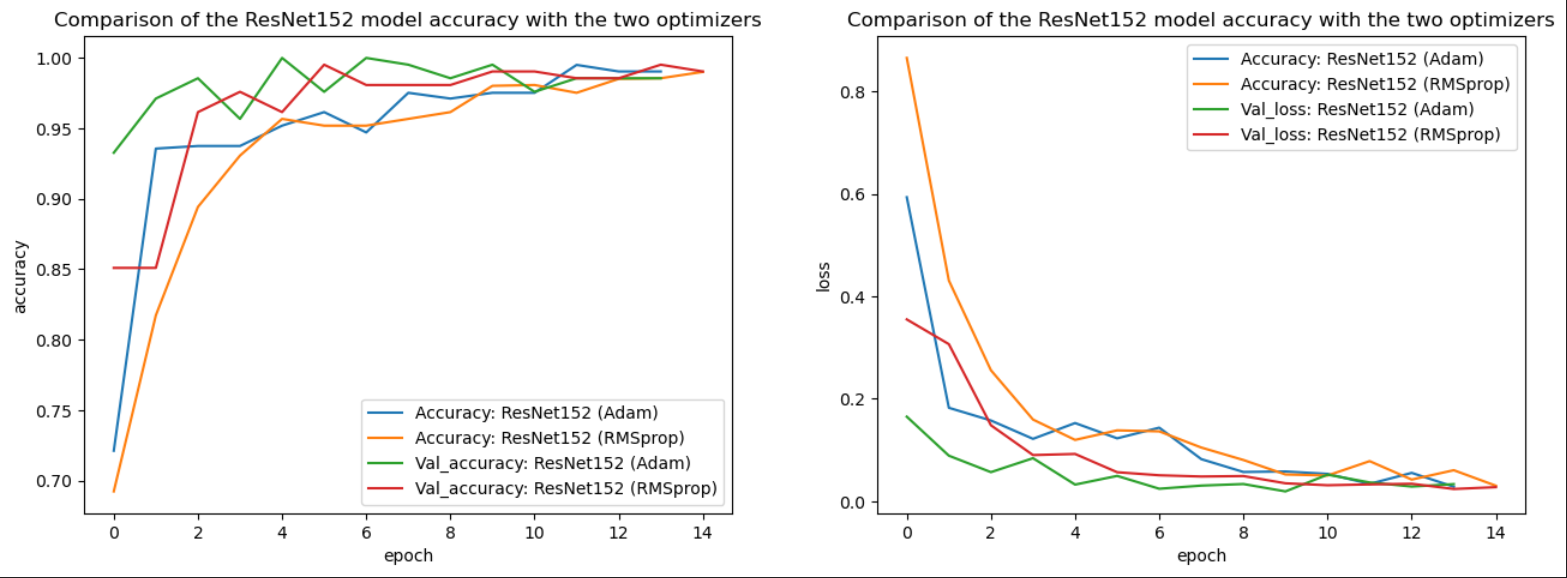 Comparison of the ResNet152 model accuracy with the two optimizers
1.00
0.95
0.90
0.85
0.80
0.75
0.70
accuracy
Accuracy: ResNet152 (Adam)
Accuracy: ResNet152 (RMSprop)
Val_accuracy: ResNet152 (Adam)
Val_accuracy: ResNet152 (RMSprop)
0 2 4 6 8 10 12 14
epoch
Comparison of the ResNet152 model accuracy with the two optimizers
Accuracy: ResNet152 (Adam)
Accuracy: ResNet152 (RMSprop)
Val_loss: ResNet152 (Adam)
Val_loss: ResNet152 (RMSprop)
0.8
0.6
0.4
0.2
0.0
loss
0 2 4 6 8 10 12 14
epoch